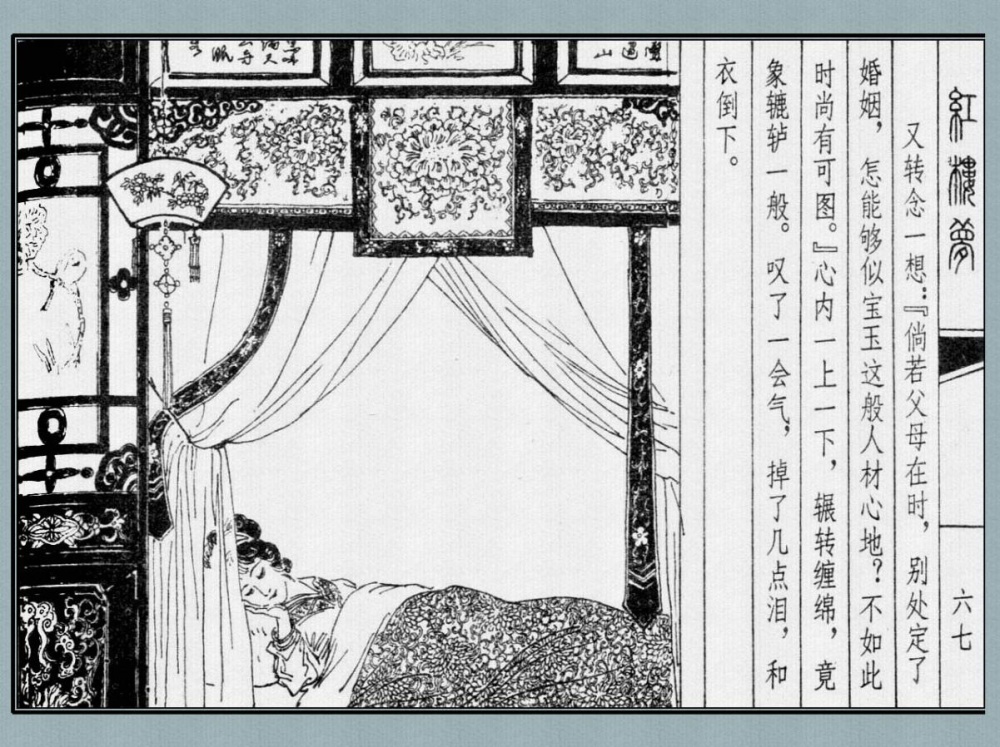 紅樓夢
六七
又转念一想：『倘若父母在时，别处定了
婚姻，怎能够似宝玉这般人材心地？不如此
时尚有可图。』心内一上一下，辗转缠绵，竟
象辘轳一般。叹了一会气，掉了几点泪，和
衣倒下。